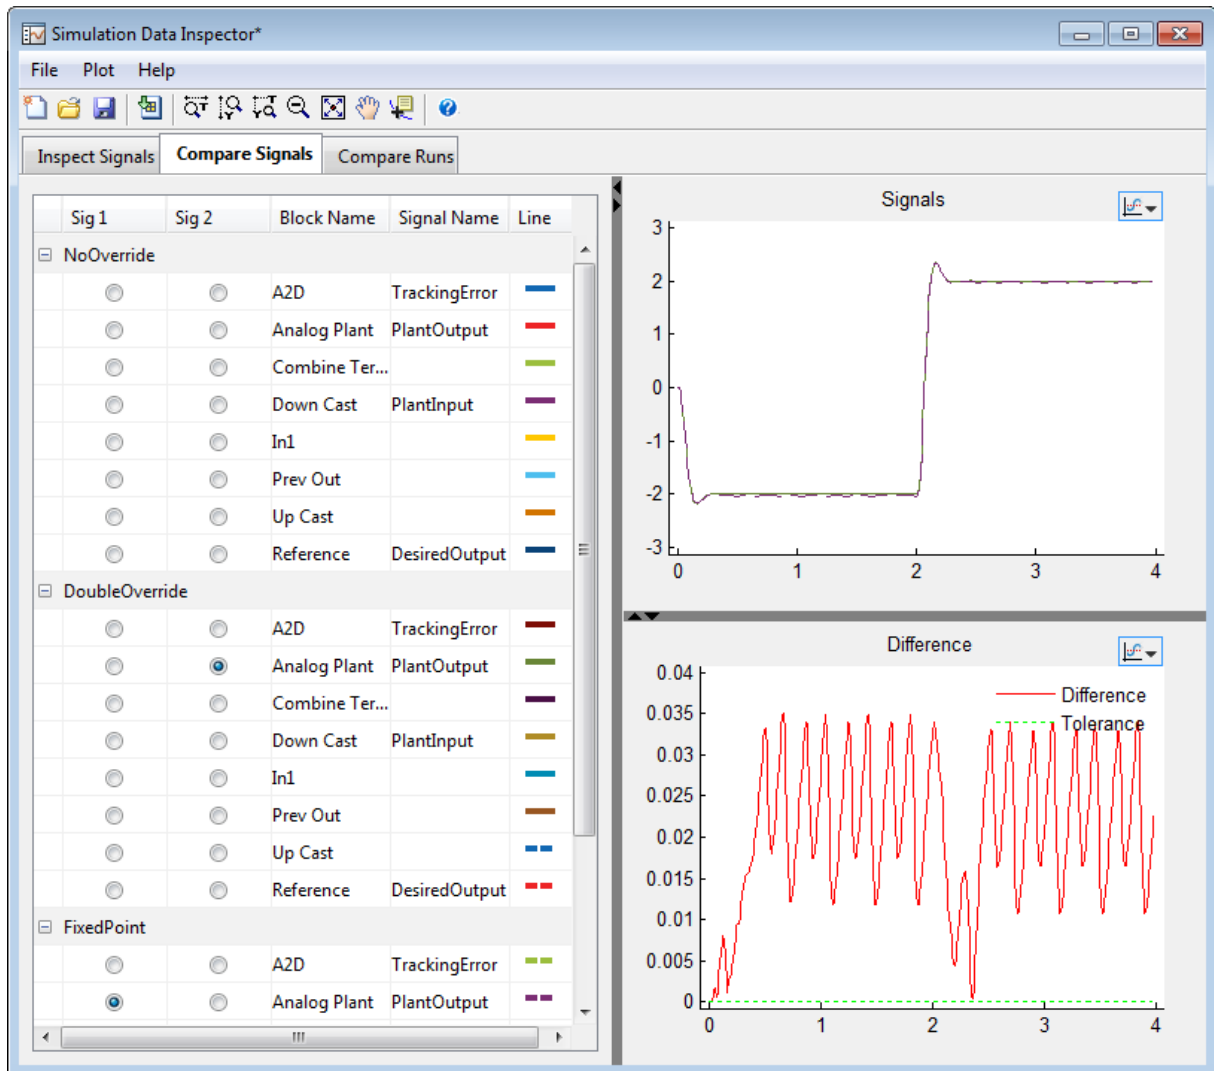 Simulation Data Inspector*
File Plot Help
Inspect Signals Compare Signals Compare Runs
Sig 1 Sig 2 Block Name Signal Name Line
NoOverride
A2D TrackingError
Analog Plant PlantOutput
Combine Ter...
Down Cast PlantInput
In1
Prev Out
Up Cast
Reference DesiredOutput
DoubleOverride
A2D TrackingError
Analog Plant PlantOutput
Combine Ter...
Down Cast PlantInput
In1
Prev Out
Up Cast
Reference DesiredOutput
FixedPoint
A2D TrackingError
Analog Plant PlantOutput
Signals
3
2
1
0
-1
-2
-3
0 1 2 3 4
Difference
0.04
0.035
0.03
0.025
0.02
0.015
0.01
0.005
0
Difference
Tolerance
0 1 2 3 4